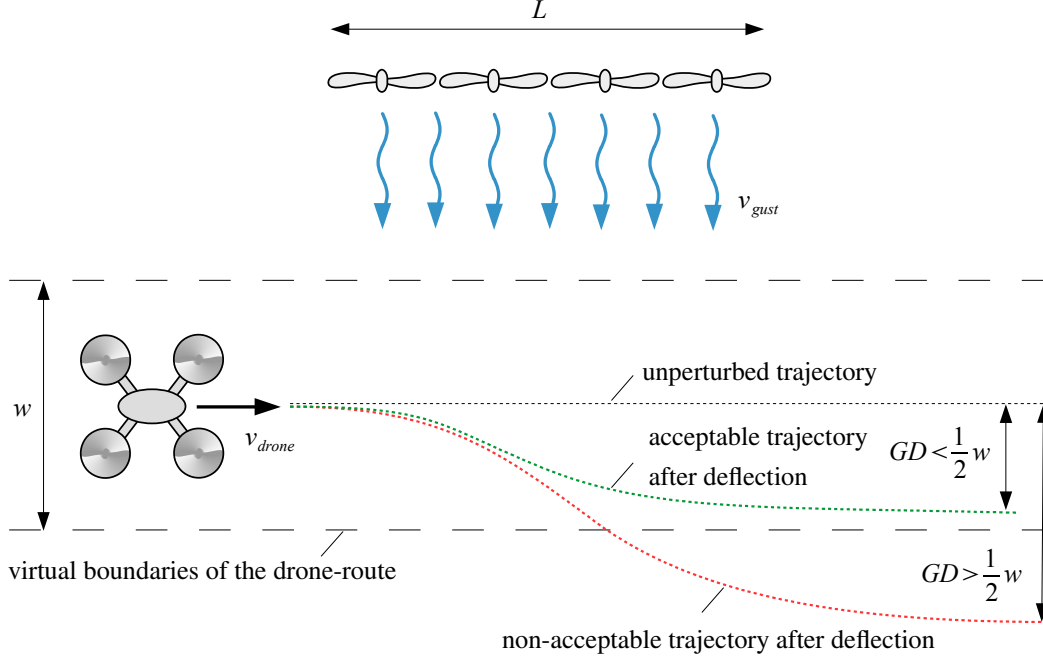 L
v_gust
w
unperturbed trajectory
v_drone
acceptable trajectory
after deflection
GD < 1/2 w
virtual boundaries of the drone-route
GD > 1/2 w
non-acceptable trajectory after deflection